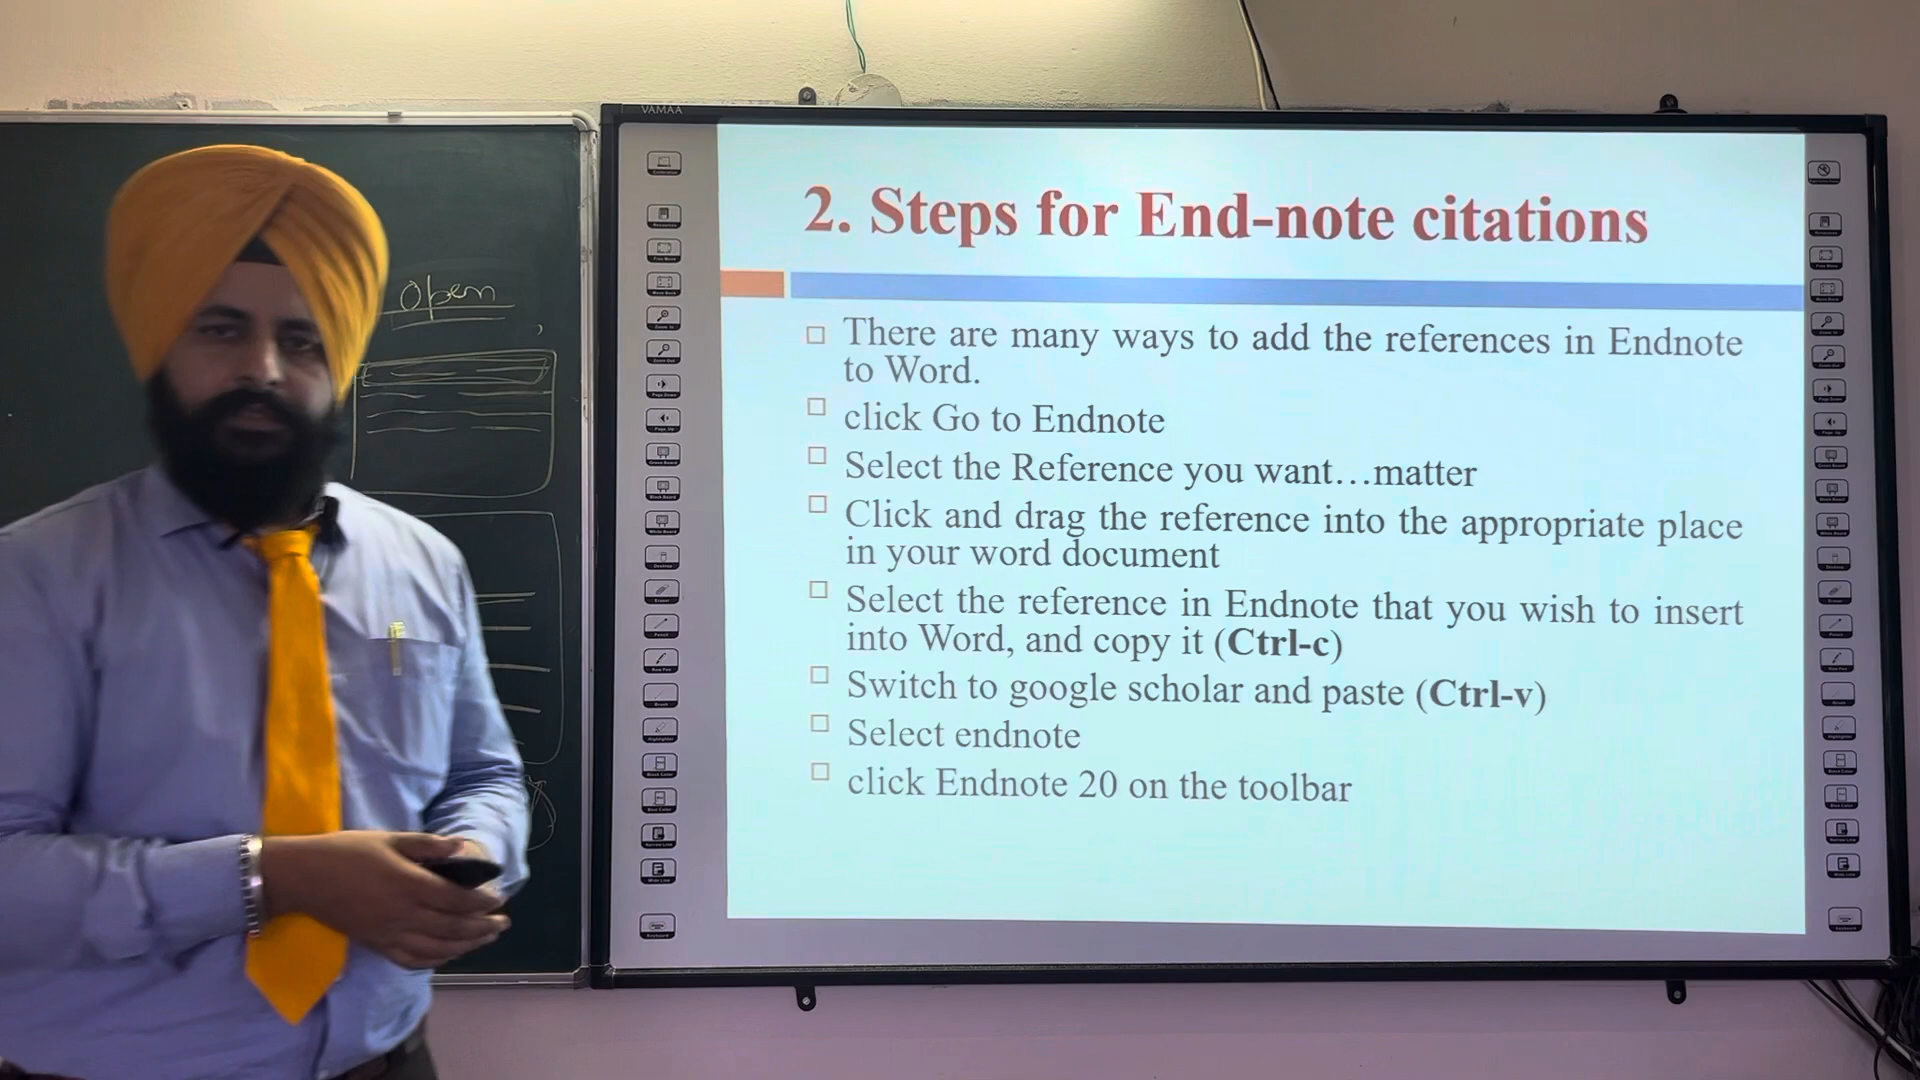 VAMAA
Open
2. Steps for End-note citations
There are many ways to add the references in Endnote
to Word.
click Go to Endnote
Select the Reference you want…matter
Click and drag the reference into the appropriate place
in your word document
Select the reference in Endnote that you wish to insert
into Word, and copy it (Ctrl-c)
Switch to google scholar and paste (Ctrl-v)
Select endnote
click Endnote 20 on the toolbar